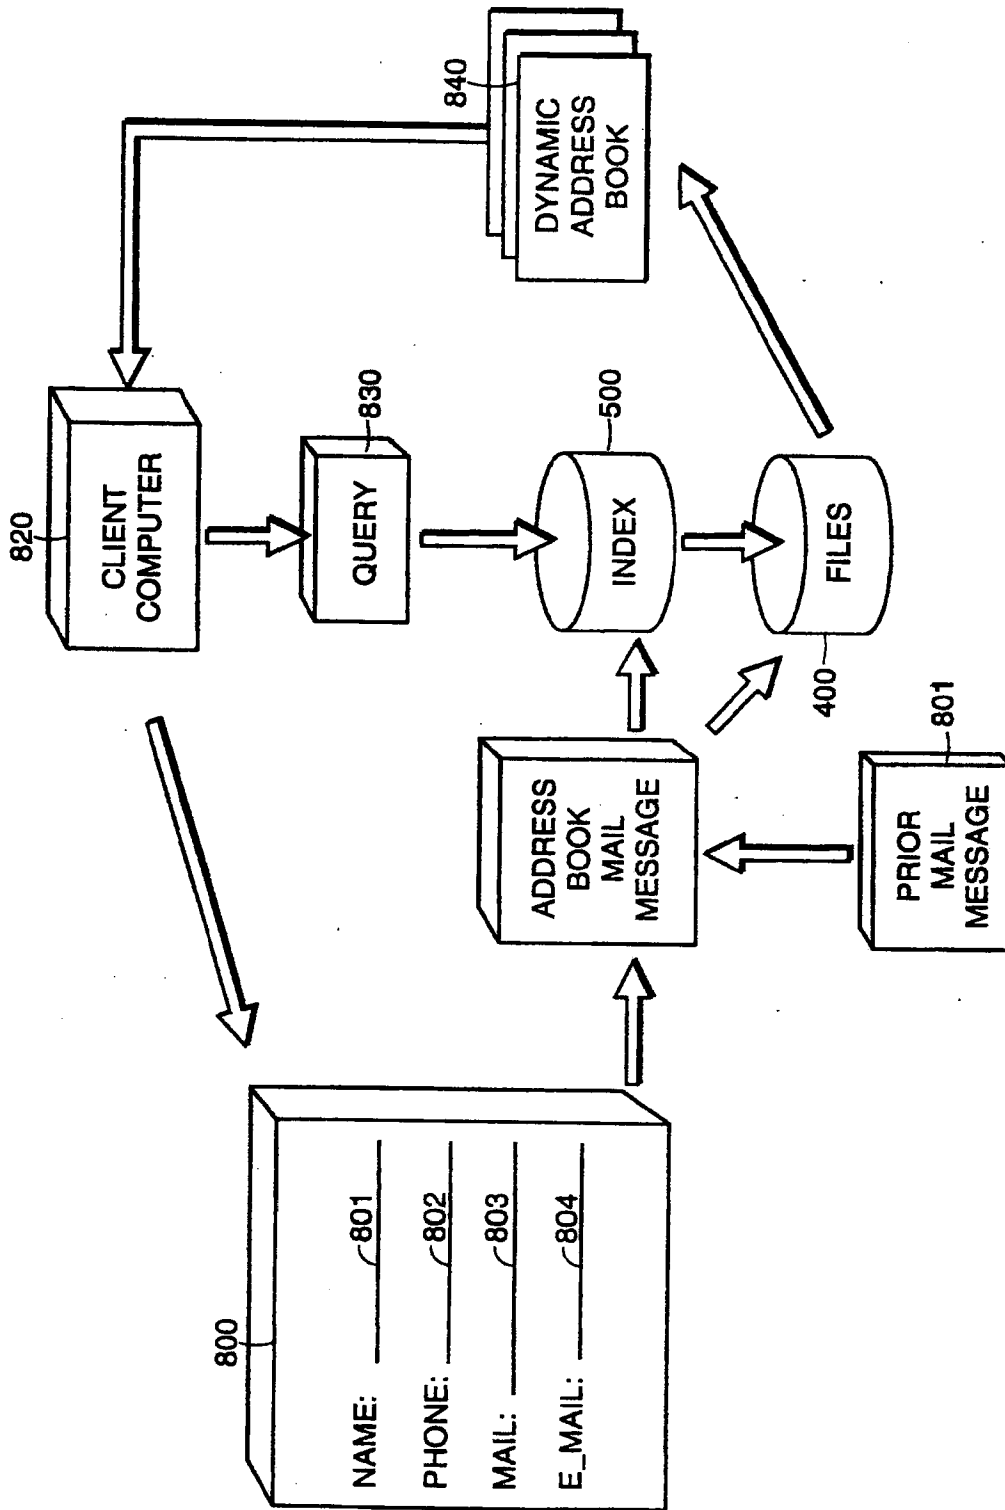 800
NAME: 801
PHONE: 802
MAIL: 803
E_MAIL: 804
820
CLIENT
COMPUTER
830
QUERY
840
DYNAMIC
ADDRESS
BOOK
500
INDEX
ADDRESS
BOOK
MAIL
MESSAGE
400
FILES
801
PRIOR
MAIL
MESSAGE